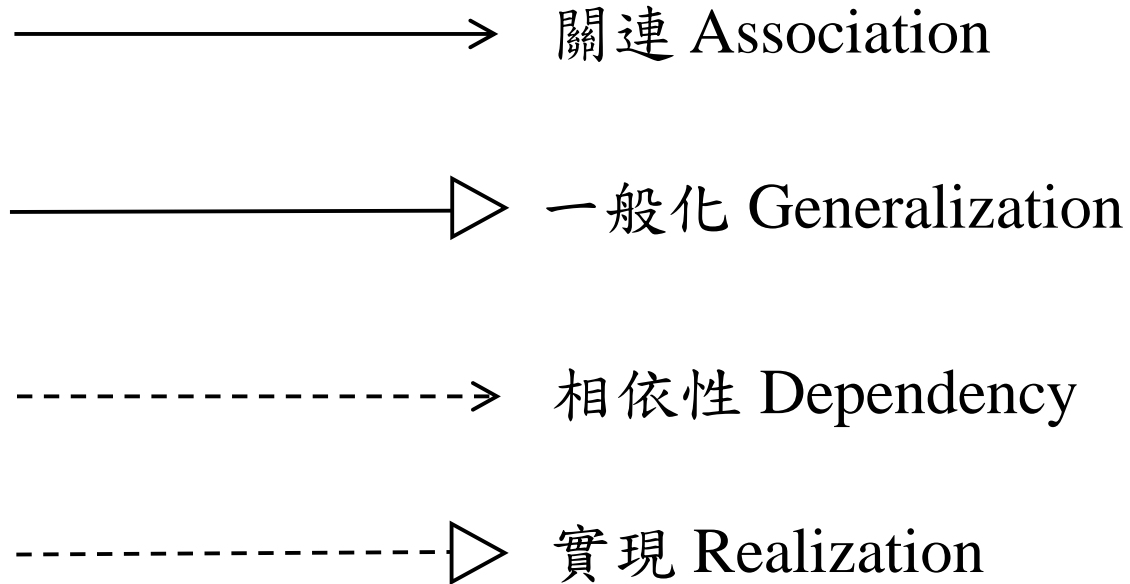 關連 Association
一般化 Generalization
相依性 Dependency
實現 Realization